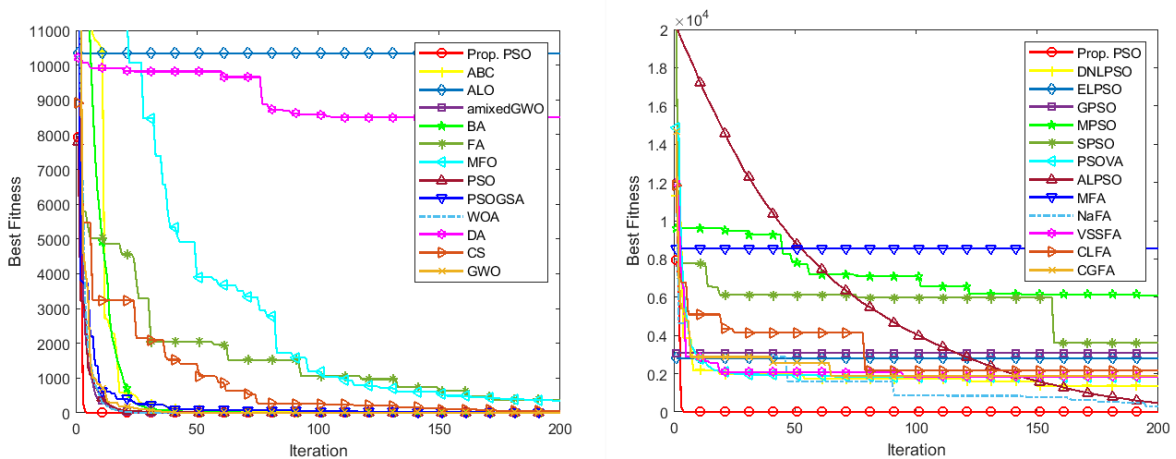 11000
10000
9000
8000
7000
6000
5000
4000
3000
2000
1000
0
Best Fitness
0
50
100
150
200
Iteration
Prop. PSO
ABC
ALO
amixedGWO
BA
FA
MFO
PSO
PSOGSA
WOA
DA
CS
GWO
×10⁴
2
1.8
1.6
1.4
1.2
1
0.8
0.6
0.4
0.2
0
Best Fitness
0
50
100
150
200
Iteration
Prop. PSO
DNLPSO
ELPSO
GPSO
MPSO
SPSO
PSOVA
ALPSO
MFA
NaFA
VSSFA
CLFA
CGFA